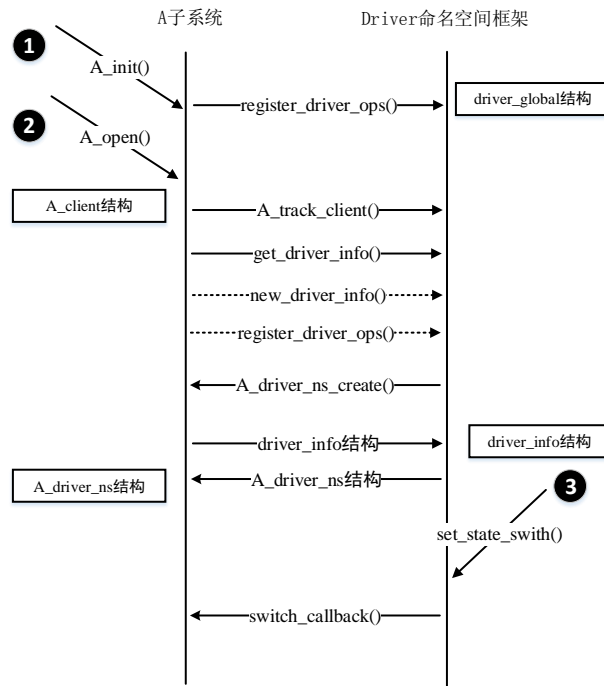 A子系统
Driver命名空间框架
1
A_init()
register_driver_ops()
driver_global结构
2
A_open()
A_client结构
A_track_client()
get_driver_info()
new_driver_info()
register_driver_ops()
A_driver_ns_create()
driver_info结构
driver_info结构
A_driver_ns结构
A_driver_ns结构
3
set_state_swith()
switch_callback()